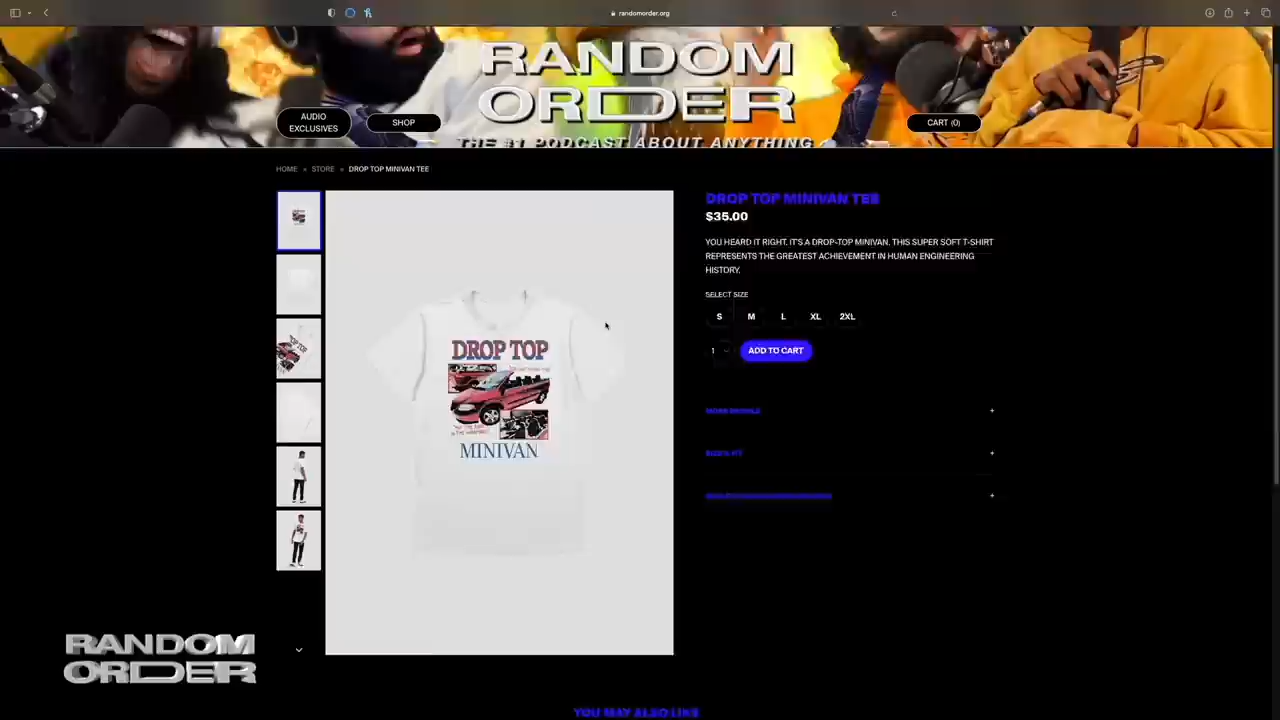 randomorder.org
RANDOM
ORDER
THE #1 PODCAST ABOUT ANYTHING
AUDIO
EXCLUSIVES
SHOP
CART (0)
HOME » STORE » DROP TOP MINIVAN TEE
DROP TOP MINIVAN TEE
$35.00
YOU HEARD IT RIGHT. IT'S A DROP-TOP MINIVAN. THIS SUPER SOFT T-SHIRT
REPRESENTS THE GREATEST ACHIEVEMENT IN HUMAN ENGINEERING
HISTORY.
SELECT SIZE
S M L XL 2XL
1
ADD TO CART
DROP TOP
MINIVAN
SIZE & FIT
+
+
+
RANDOM
ORDER
YOU MAY ALSO LIKE